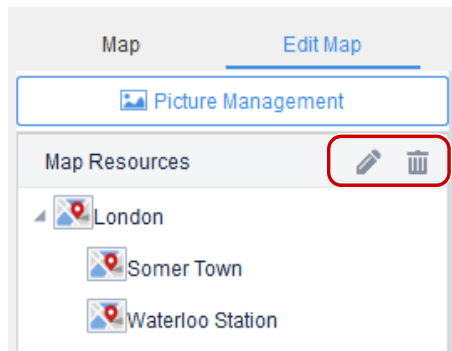 Map Edit Map
Picture Management
Map Resources
London
Somer Town
Waterloo Station